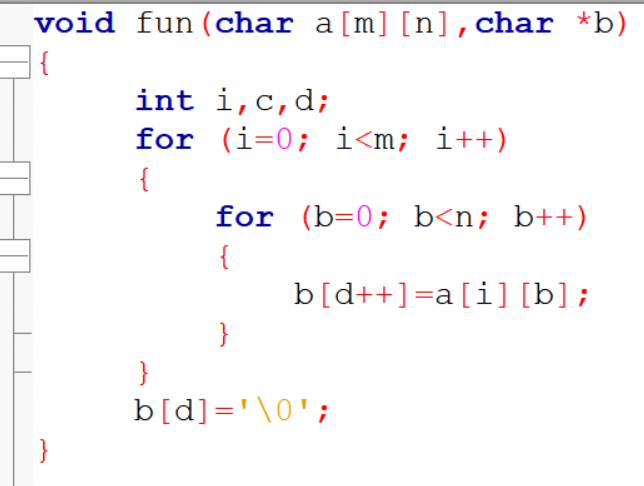 void fun(char a[m][n],char *b)
{
int i,c,d;
for (i=0; i<m; i++)
{
for (b=0; b<n; b++)
{
b[d++]=a[i][b];
}
}
b[d]='\0';
}